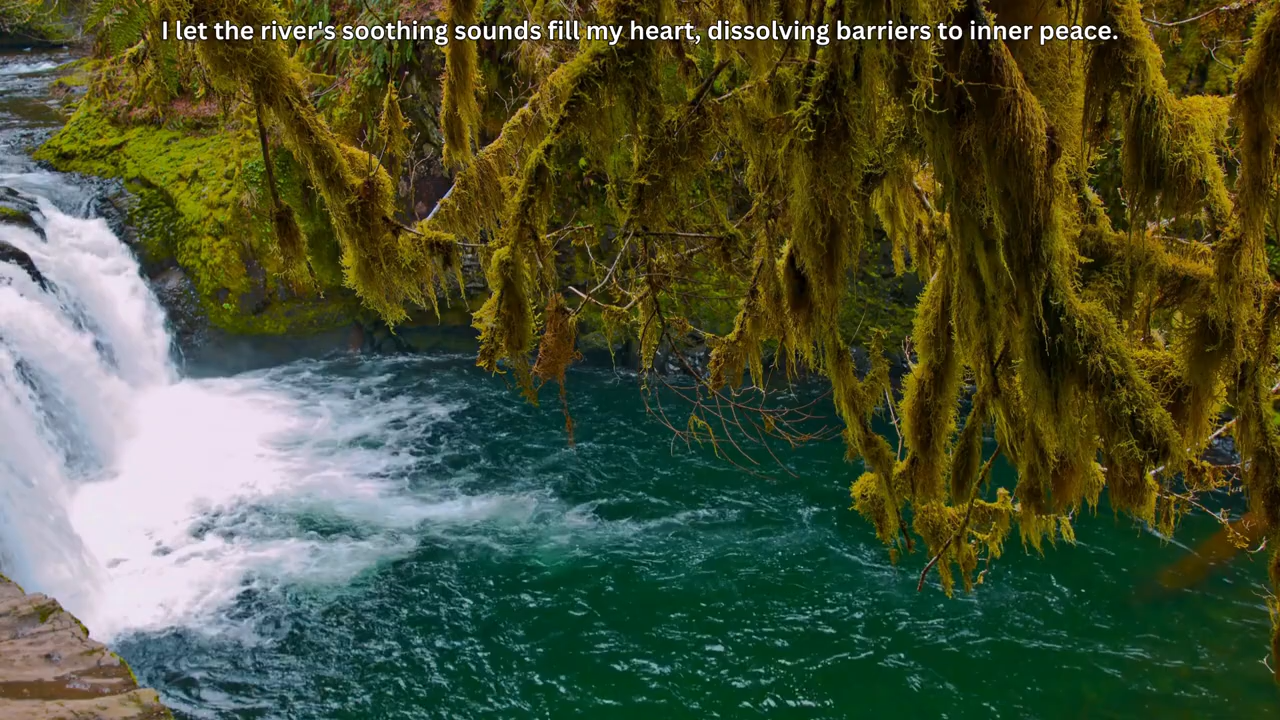 I let the river's soothing sounds fill my heart, dissolving barriers to inner peace.